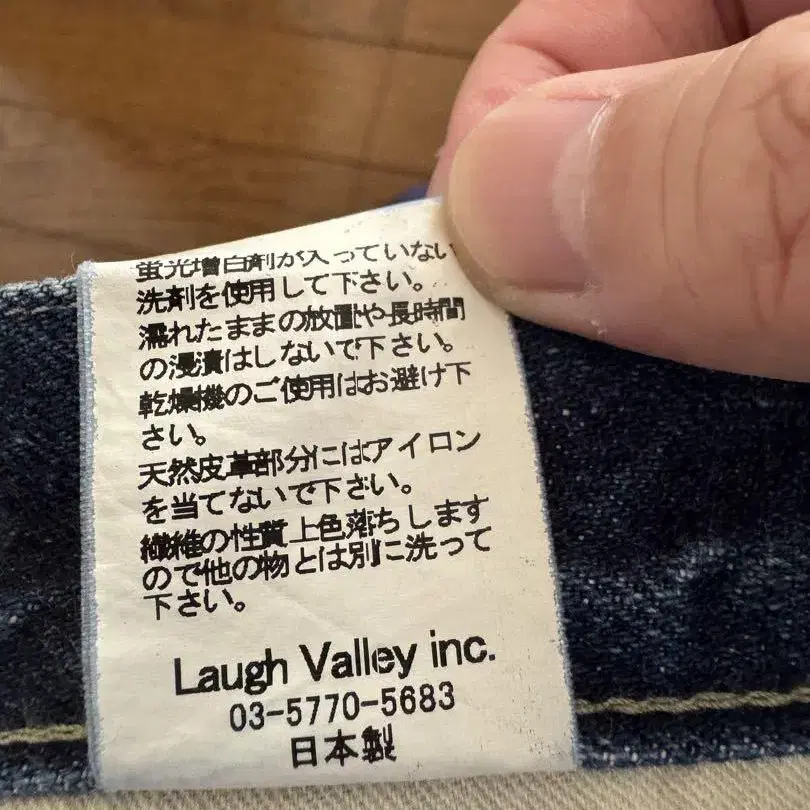 蛍光増白剤が入っていない
洗剤を使用して下さい。
濡れたままの放置や長時間
の浸漬はしないで下さい。
乾燥機のご使用はお避け下
さい。
天然皮革部分にはアイロン
を当てないで下さい。
繊維の性質上色落ちします
ので他の物とは別に洗って
下さい。
Laugh Valley inc.
03-5770-5683
日本製